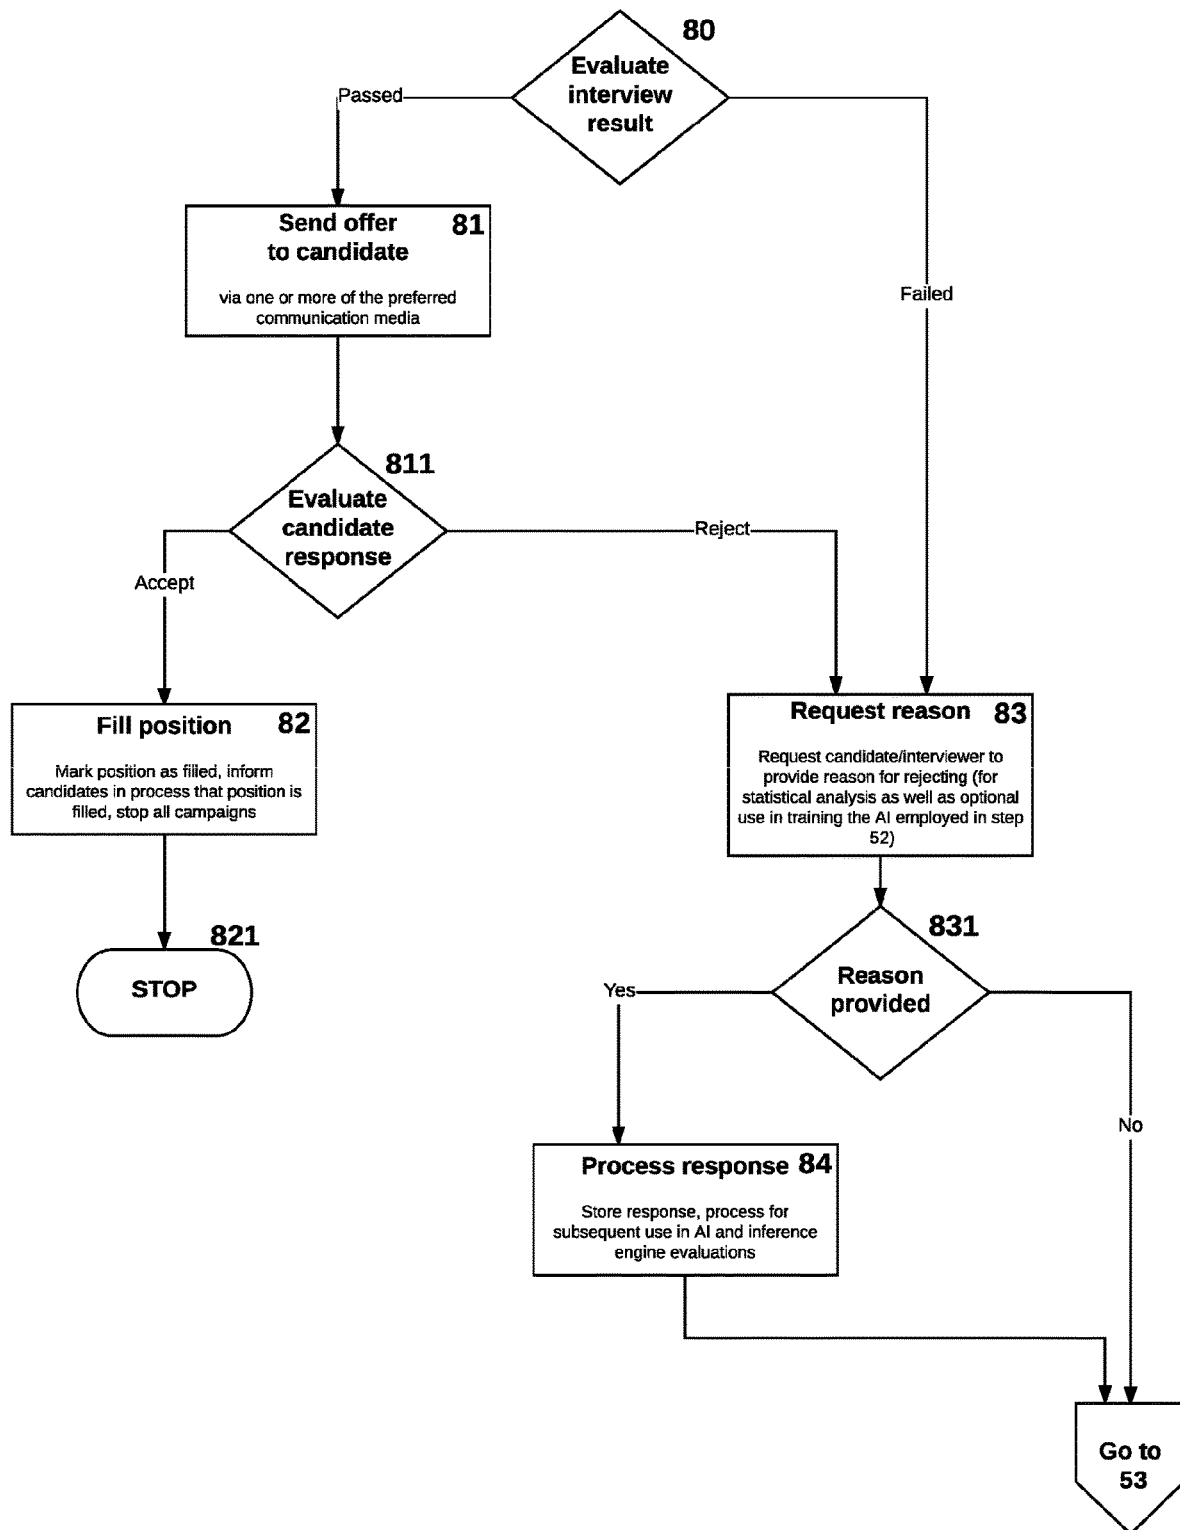 80
Evaluate
interview
result
Passed
Send offer
to candidate
81
via one or more of the preferred
communication media
Failed
811
Evaluate
candidate
response
Reject
Accept
Fill position
82
Mark position as filled, inform
candidates in process that position is
filled, stop all campaigns
Request reason
83
Request candidate/interviewer to
provide reason for rejecting (for
statistical analysis as well as optional
use in training the AI employed in step
52)
821
STOP
831
Reason
provided
Yes
No
Process response
84
Store response, process for
subsequent use in AI and inference
engine evaluations
Go to
53